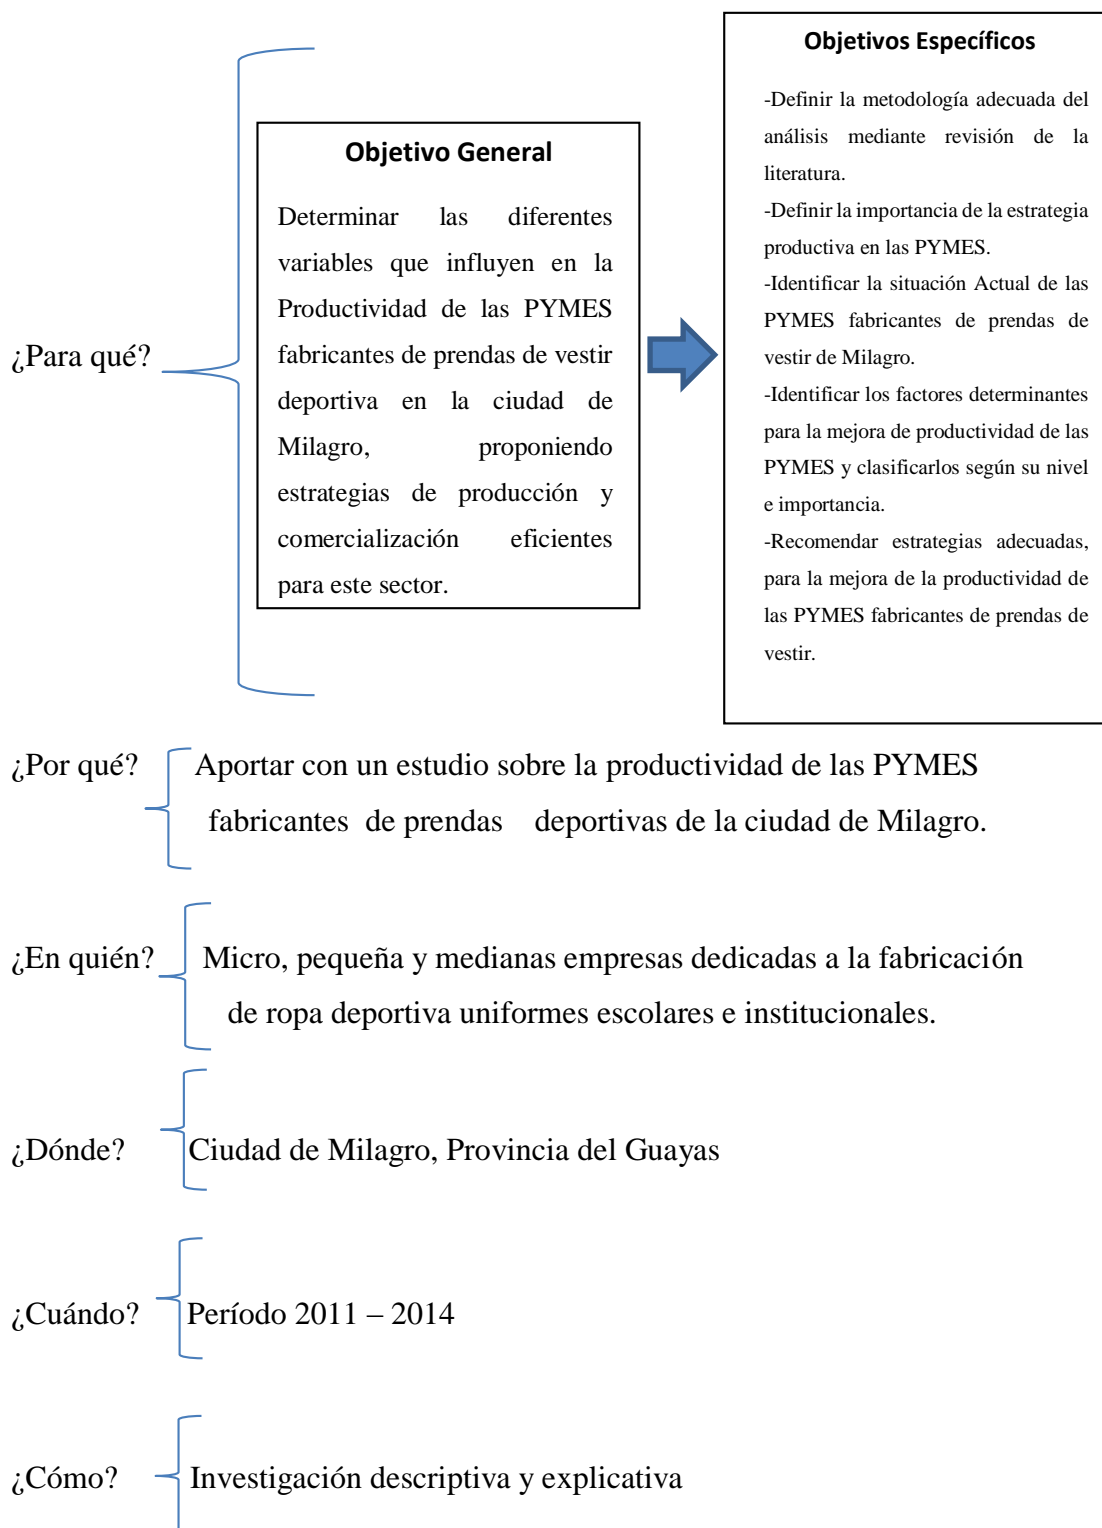 ¿Para qué?
Objetivo General
Determinar las diferentes
variables que influyen en la
Productividad de las PYMES
fabricantes de prendas de vestir
deportiva en la ciudad de
Milagro, proponiendo
estrategias de producción y
comercialización eficientes
para este sector.
Objetivos Específicos
-Definir la metodología adecuada del
análisis mediante revisión de la
literatura.
-Definir la importancia de la estrategia
productiva en las PYMES.
-Identificar la situación Actual de las
PYMES fabricantes de prendas de
vestir de Milagro.
-Identificar los factores determinantes
para la mejora de productividad de las
PYMES y clasificarlos según su nivel
e importancia.
-Recomendar estrategias adecuadas,
para la mejora de la productividad de
las PYMES fabricantes de prendas de
vestir.
¿Por qué? Aportar con un estudio sobre la productividad de las PYMES
fabricantes de prendas deportivas de la ciudad de Milagro.
¿En quién? Micro, pequeña y medianas empresas dedicadas a la fabricación
de ropa deportiva uniformes escolares e institucionales.
¿Dónde? Ciudad de Milagro, Provincia del Guayas
¿Cuándo? Período 2011 – 2014
¿Cómo? Investigación descriptiva y explicativa